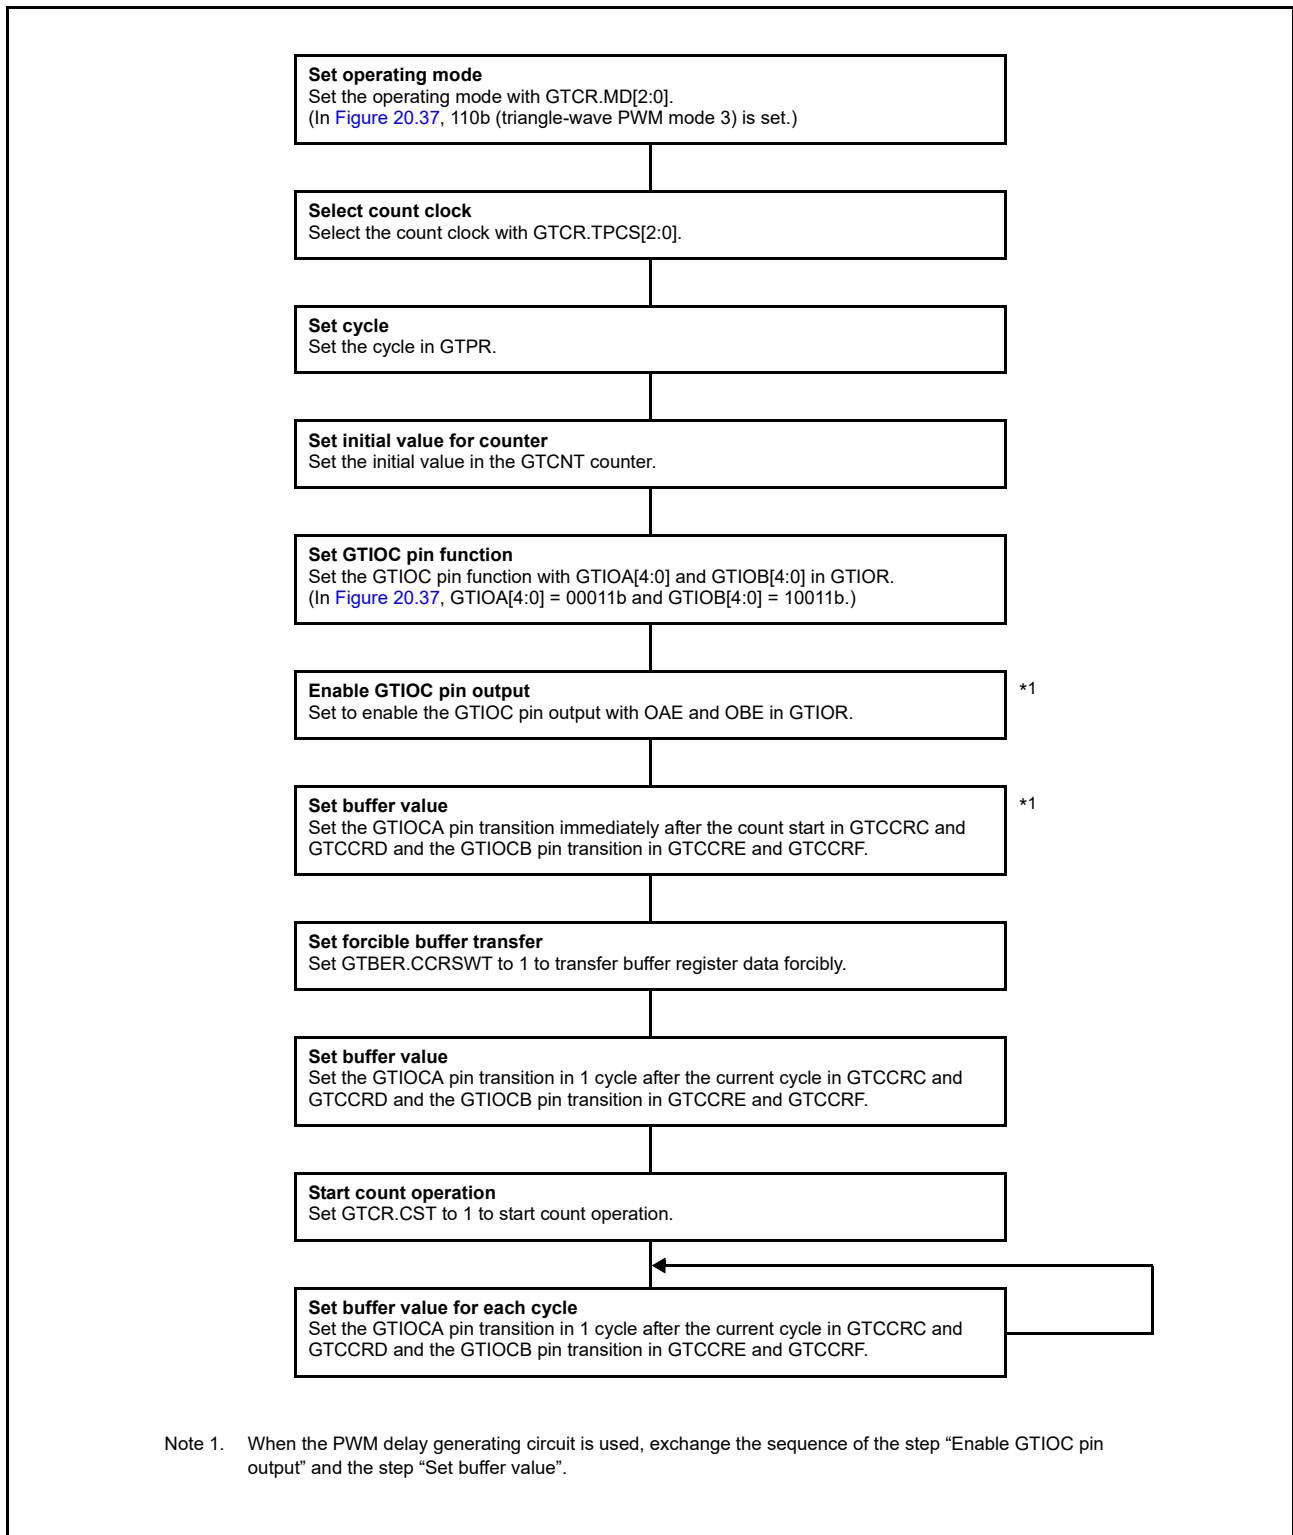 Set operating mode
Set the operating mode with GTCR.MD[2:0].
(In Figure 20.37, 110b (triangle-wave PWM mode 3) is set.)
Select count clock
Select the count clock with GTCR.TPCS[2:0].
Set cycle
Set the cycle in GTPR.
Set initial value for counter
Set the initial value in the GTCNT counter.
Set GTIOC pin function
Set the GTIOC pin function with GTIOA[4:0] and GTIOB[4:0] in GTIOR.
(In Figure 20.37, GTIOA[4:0] = 00011b and GTIOB[4:0] = 10011b.)
Enable GTIOC pin output *1
Set to enable the GTIOC pin output with OAE and OBE in GTIOR.
Set buffer value *1
Set the GTIOCA pin transition immediately after the count start in GTCCRC and
GTCCRD and the GTIOCB pin transition in GTCCRE and GTCCRF.
Set forcible buffer transfer
Set GTBER.CCRSWT to 1 to transfer buffer register data forcibly.
Set buffer value
Set the GTIOCA pin transition in 1 cycle after the current cycle in GTCCRC and
GTCCRD and the GTIOCB pin transition in GTCCRE and GTCCRF.
Start count operation
Set GTCR.CST to 1 to start count operation.
Set buffer value for each cycle
Set the GTIOCA pin transition in 1 cycle after the current cycle in GTCCRC and
GTCCRD and the GTIOCB pin transition in GTCCRE and GTCCRF.
Note 1. When the PWM delay generating circuit is used, exchange the sequence of the step “Enable GTIOC pin
output” and the step “Set buffer value”.